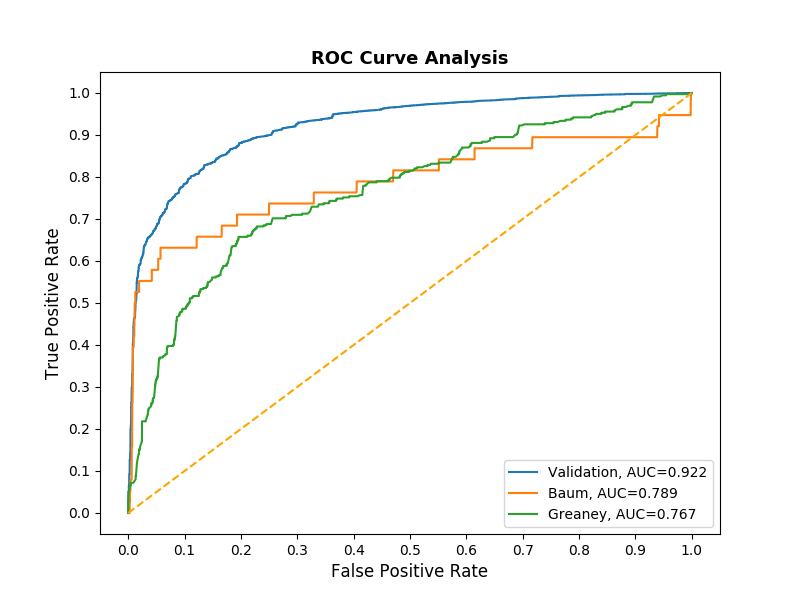 ROC Curve Analysis
True Positive Rate
1.0
0.9
0.8
0.7
0.6
0.5
0.4
0.3
0.2
0.1
0.0
Validation, AUC=0.922
Baum, AUC=0.789
Greaney, AUC=0.767
0.0 0.1 0.2 0.3 0.4 0.5 0.6 0.7 0.8 0.9 1.0
False Positive Rate